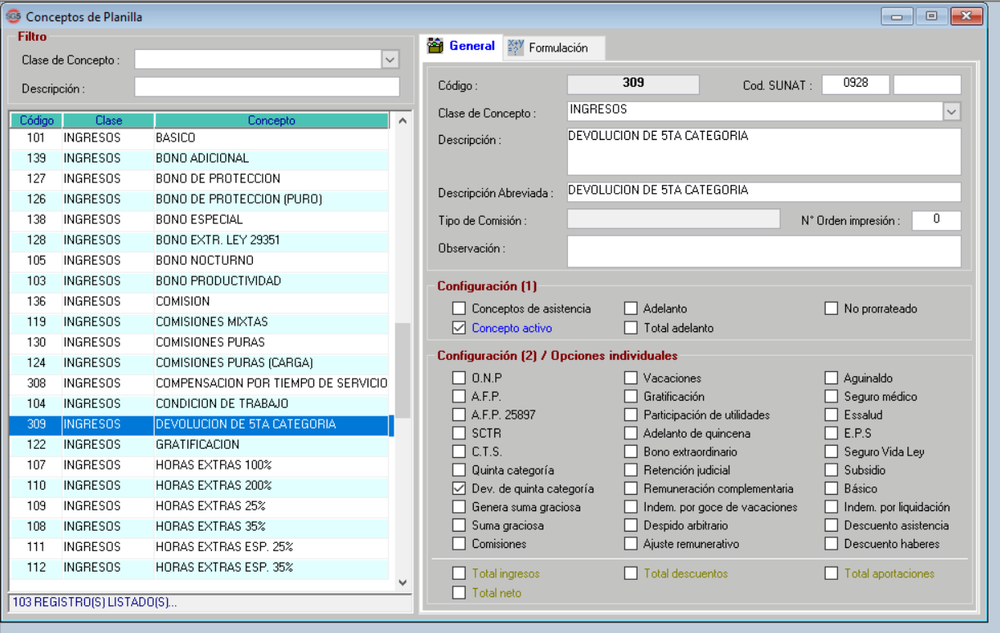 SG5 Conceptos de Planilla
Filtro
Clase de Concepto :
Descripción :
Código Clase Concepto
101 INGRESOS BASICO
139 INGRESOS BONO ADICIONAL
127 INGRESOS BONO DE PROTECCION
126 INGRESOS BONO DE PROTECCION (PURO)
138 INGRESOS BONO ESPECIAL
128 INGRESOS BONO EXTR. LEY 29351
105 INGRESOS BONO NOCTURNO
103 INGRESOS BONO PRODUCTIVIDAD
136 INGRESOS COMISION
119 INGRESOS COMISIONES MIXTAS
130 INGRESOS COMISIONES PURAS
124 INGRESOS COMISIONES PURAS (CARGA)
308 INGRESOS COMPENSACION POR TIEMPO DE SERVICIO
104 INGRESOS CONDICION DE TRABAJO
309 INGRESOS DEVOLUCION DE 5TA CATEGORIA
122 INGRESOS GRATIFICACION
107 INGRESOS HORAS EXTRAS 100%
110 INGRESOS HORAS EXTRAS 200%
109 INGRESOS HORAS EXTRAS 25%
108 INGRESOS HORAS EXTRAS 35%
111 INGRESOS HORAS EXTRAS ESP. 25%
112 INGRESOS HORAS EXTRAS ESP. 35%
103 REGISTRO(S) LISTADO(S)...
General X+Y =? Formulación
Código : 309 Cod. SUNAT : 0928
Clase de Concepto : INGRESOS
Descripción : DEVOLUCION DE 5TA CATEGORIA
Descripción Abreviada : DEVOLUCION DE 5TA CATEGORIA
Tipo de Comisión : N° Orden impresión : 0
Observación :
Configuración (1)
Conceptos de asistencia Adelanto No prorrateado
Concepto activo Total adelanto
Configuración (2) / Opciones individuales
O.N.P Vacaciones Aguinaldo
A.F.P. Gratificación Seguro médico
A.F.P. 25897 Participación de utilidades Essalud
SCTR Adelanto de quincena E.P.S
C.T.S. Bono extraordinario Seguro Vida Ley
Quinta categoría Retención judicial Subsidio
Dev. de quinta categoría Remuneración complementaria Básico
Genera suma graciosa Indem. por goce de vacaciones Indem. por liquidación
Suma graciosa Despido arbitrario Descuento asistencia
Comisiones Ajuste remunerativo Descuento haberes
Total ingresos Total descuentos Total aportaciones
Total neto